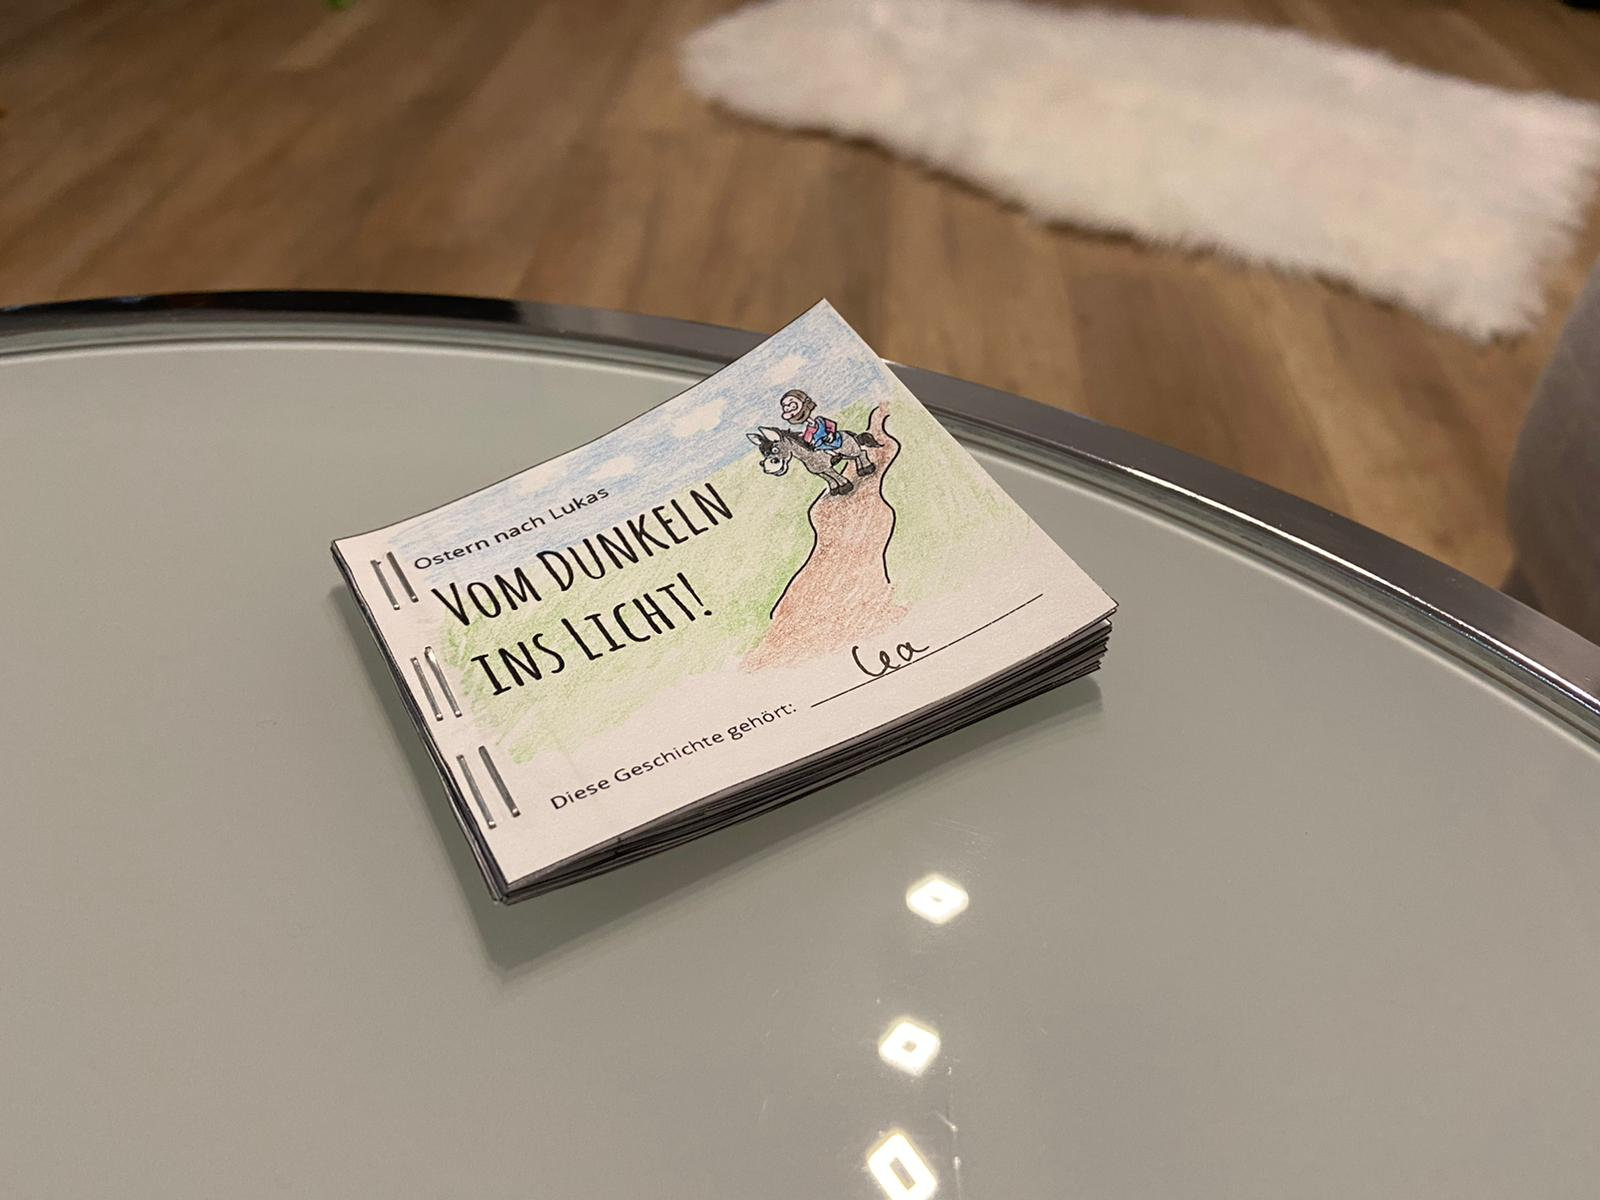 Ostern nach Lukas
VOM DUNKELN
INS LICHT!
Diese Geschichte gehört: Lea